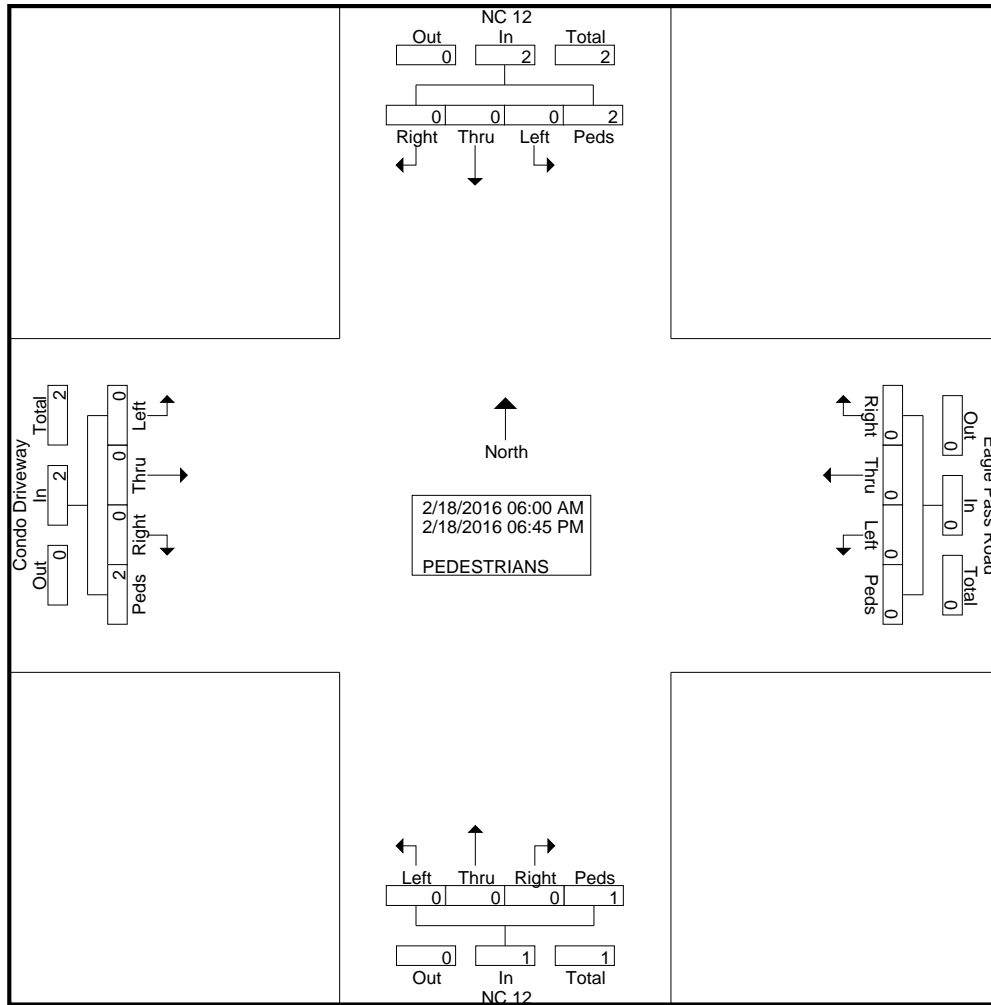 NC 12
Out In Total
0 2 2
0 0 0 2
Right Thru Left Peds
Condo Driveway
Out In Total
0 2 2
Left Thru Right Peds
0 0 0 2
North
2/18/2016 06:00 AM
2/18/2016 06:45 PM
PEDESTRIANS
Right Thru Left Peds
0 0 0 0
Out In Total
0 0 0
Eagle Pass Road
Left Thru Right Peds
0 0 0 1
0 1 1
Out In Total
NC 12